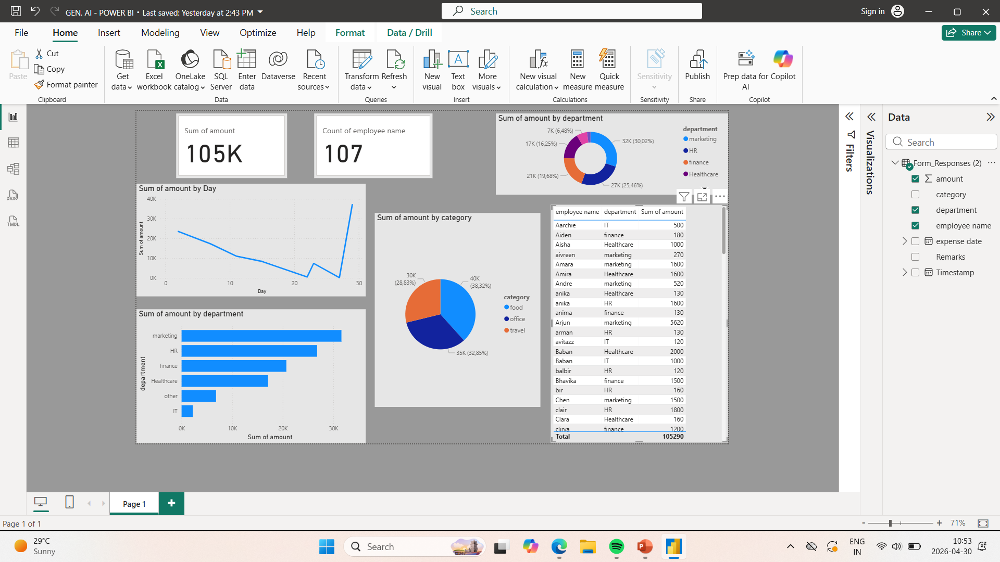 GEN. AI - POWER BI • Last saved: Yesterday at 2:43 PM
Search
Sign in
File
Home
Insert
Modeling
View
Optimize
Help
Format
Data / Drill
Share
Paste
Cut
Copy
Format painter
Clipboard
Get data
Excel workbook
OneLake catalog
SQL Server
Enter data
Dataverse
Recent sources
Data
Transform data
Refresh
Queries
New visual
Text box
More visuals
Insert
New visual calculation
New measure
Quick measure
Calculations
Sensitivity
Sensitivity
Publish
Share
Prep data for AI
Copilot
Copilot
DAX
TMDL
Sum of amount
105K
Count of employee name
107
Sum of amount by department
7K (6,48%)
17K (16,25%)
21K (19,68%)
32K (30,02%)
27K (25,46%)
department
marketing
HR
finance
Healthcare
Sum of amount by Day
40K
30K
20K
10K
0K
Sum of amount
0 10 20 30
Day
Sum of amount by category
30K
(28,83%)
40K
(38,32%)
35K (32,85%)
category
food
office
travel
Sum of amount by department
department
marketing
HR
finance
Healthcare
other
IT
0K 10K 20K 30K
Sum of amount
employee name department Sum of amount
Aarchie IT 500
Aiden finance 180
Aisha Healthcare 1000
aivreen marketing 270
Amara marketing 1600
Amira Healthcare 1600
Andre marketing 520
anika Healthcare 130
anika HR 1600
anima finance 130
Arjun marketing 5620
arman HR 130
avitazz IT 120
Baban Healthcare 2000
Baban IT 1000
balbir HR 120
Bhavika finance 1500
bir HR 160
Chen marketing 1500
clair HR 1800
Clara Healthcare 160
clirva finance 1200
Total 105290
Filters
Visualizations
Data
Search
Form_Responses (2)
amount
category
department
employee name
expense date
Remarks
Timestamp
Page 1
Page 1 of 1
71%
29°C
Sunny
Search
ENG
IN
10:53
2026-04-30